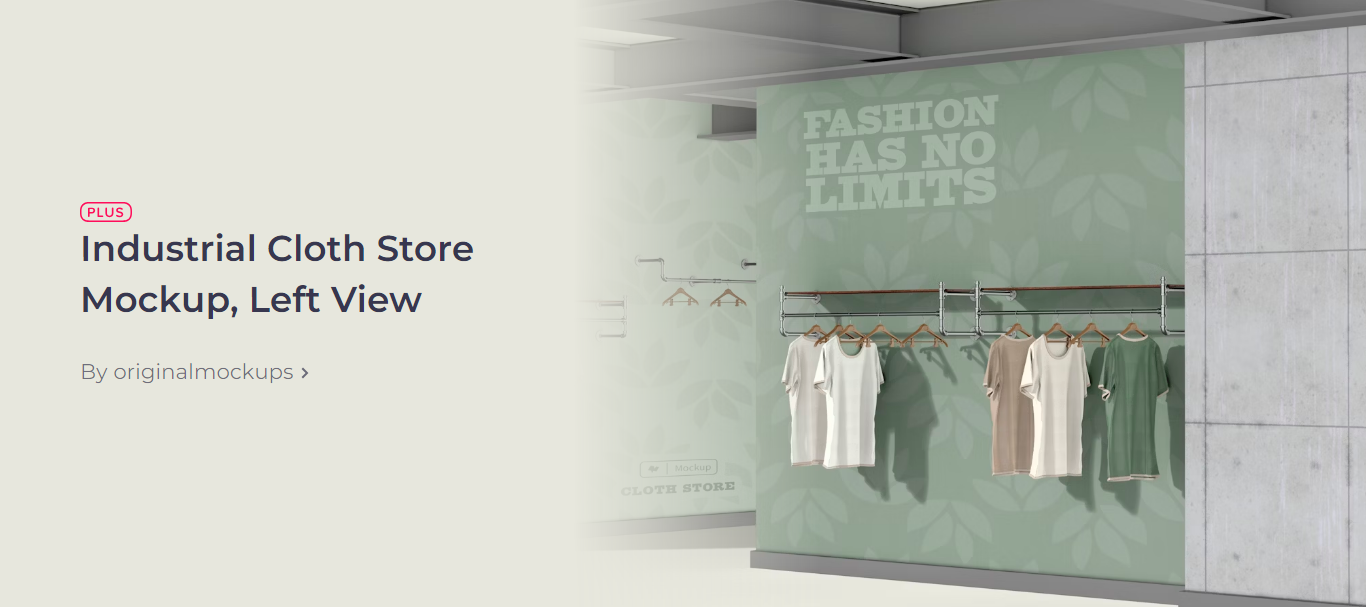 PLUS
Industrial Cloth Store
Mockup, Left View
By originalmockups
FASHION
HAS NO
LIMITS
Mockup
CLOTH STORE